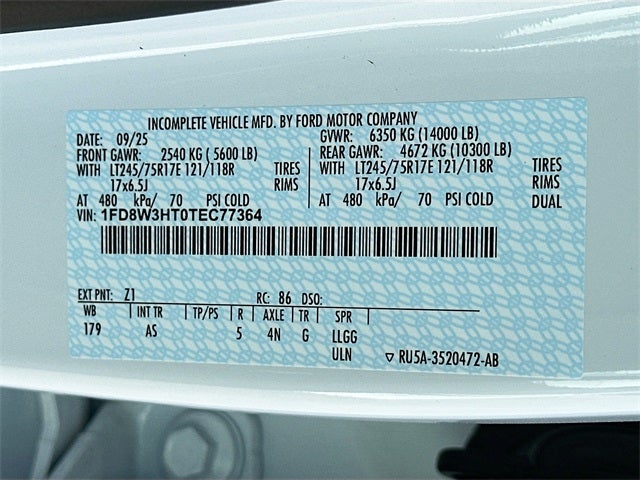 INCOMPLETE VEHICLE MFD. BY FORD MOTOR COMPANY
DATE: 09/25 GVWR: 6350 KG (14000 LB)
FRONT GAWR: 2540 KG ( 5600 LB) REAR GAWR: 4672 KG (10300 LB)
WITH LT245/75R17E 121/118R TIRES WITH LT245/75R17E 121/118R TIRES
17x6.5J RIMS 17x6.5J RIMS
AT 480 kPa/ 70 PSI COLD AT 480 kPa/ 70 PSI COLD DUAL
VIN: 1FD8W3HT0TEC77364
EXT PNT: Z1 RC: 86 DSO:
WB INT TR TP/PS R AXLE TR SPR
179 AS 5 4N G LLGG
ULN RU5A-3520472-AB